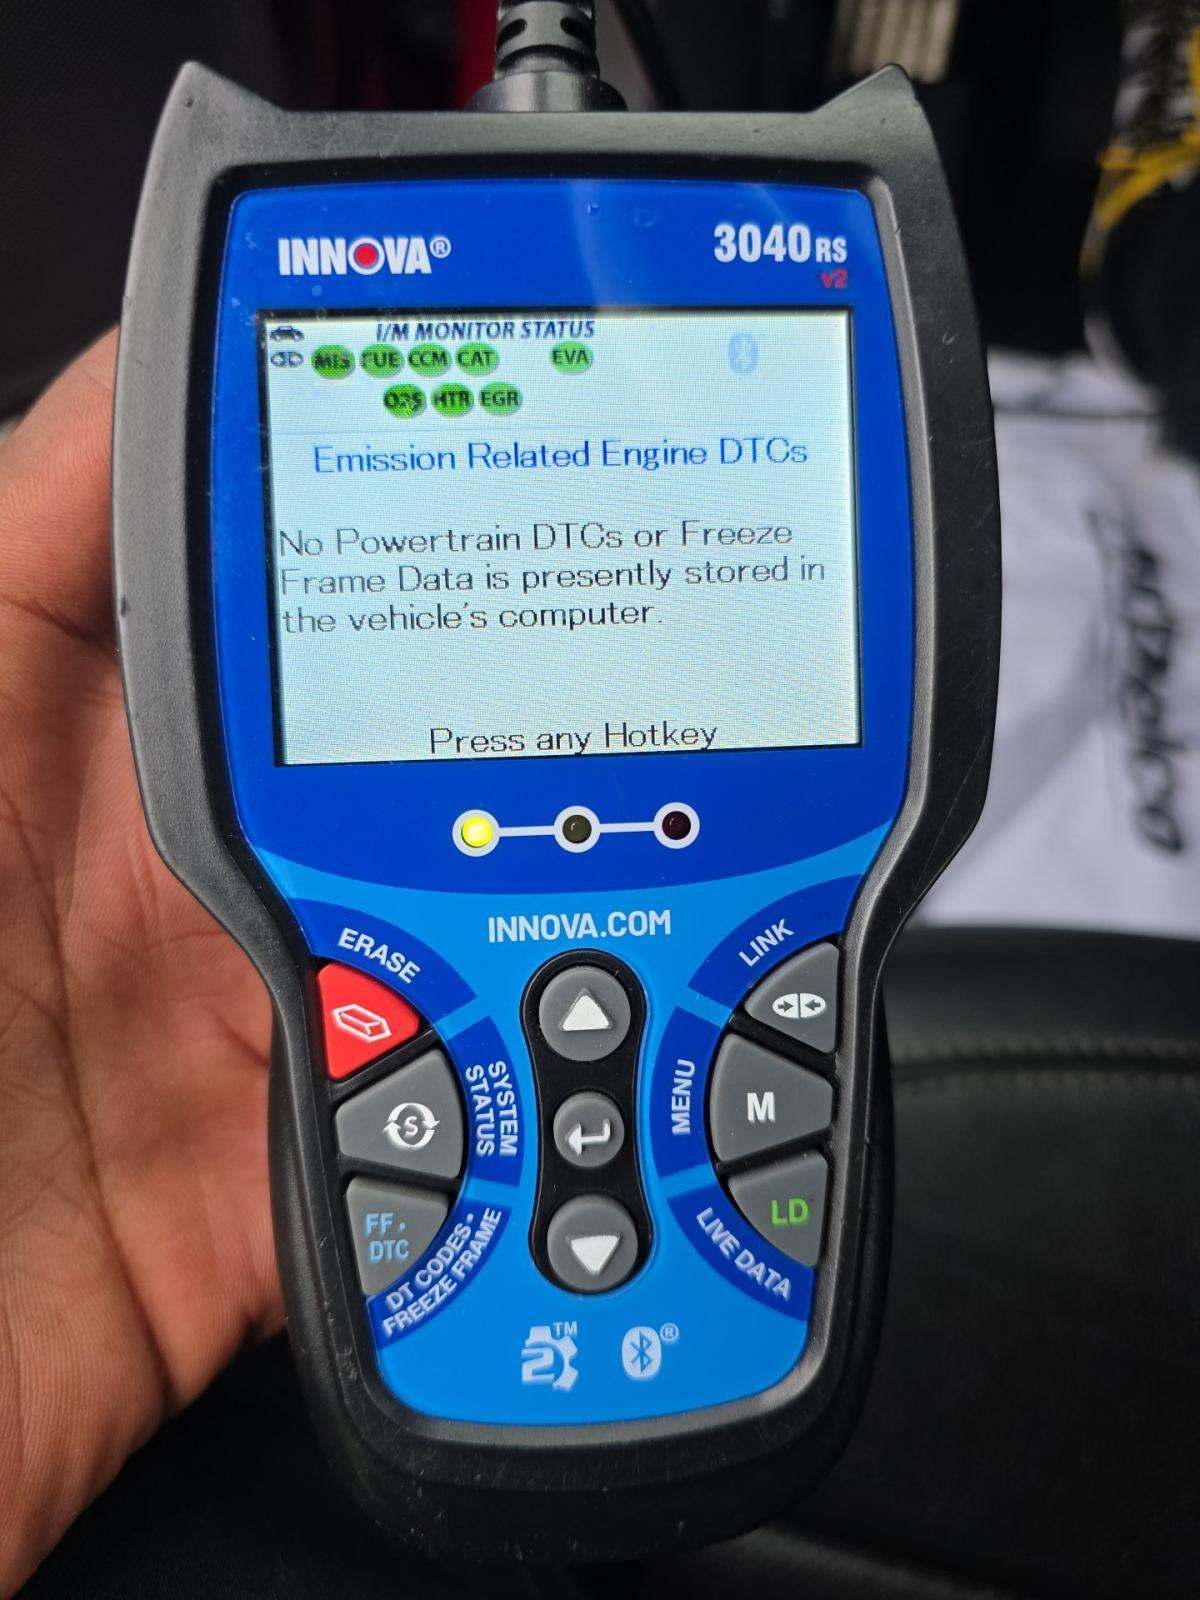 INNOVA®
3040RS
v2
I/M MONITOR STATUS
MIS FUE CCM CAT EVA
O2S HTR EGR
Emission Related Engine DTCs
No Powertrain DTCs or Freeze
Frame Data is presently stored in
the vehicle's computer.
Press any Hotkey
INNOVA.COM
ERASE
LINK
SYSTEM
STATUS
S
MENU
M
FF.
DTC
DT CODES-
FREEZE FRAME
LIVE DATA
LD
2 TM
®